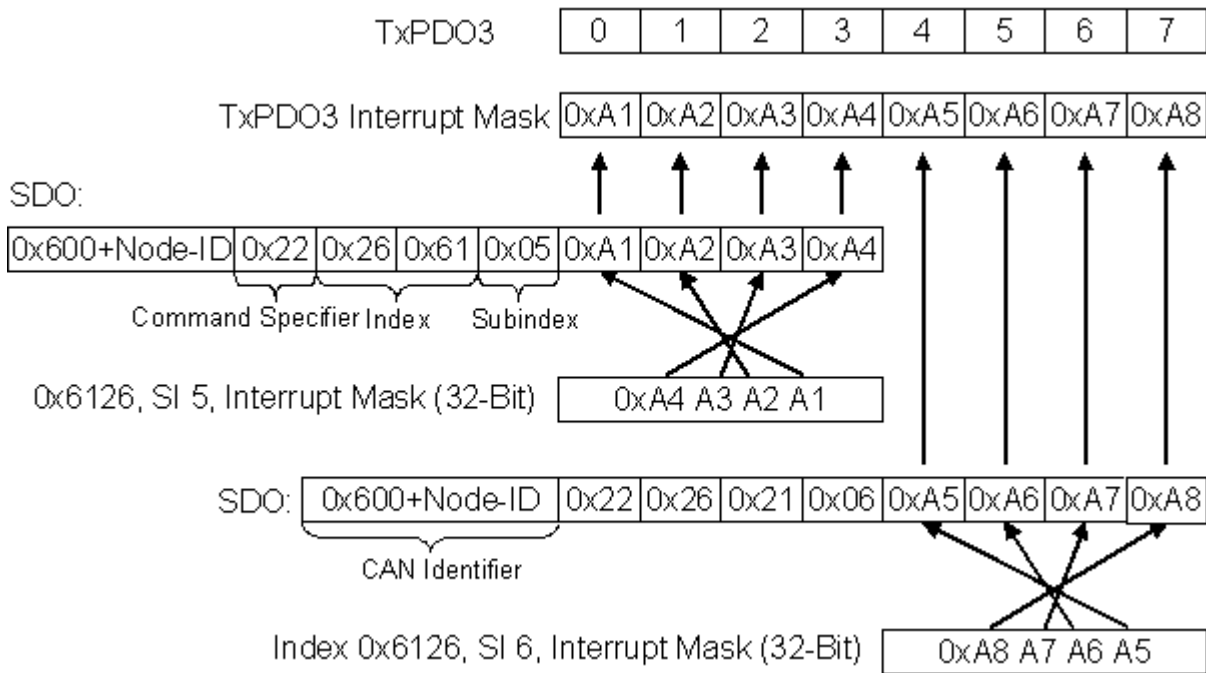 TxPDO3 0 1 2 3 4 5 6 7
TxPDO3 Interrupt Mask 0xA1 0xA2 0xA3 0xA4 0xA5 0xA6 0xA7 0xA8
SDO:
0x600+Node-ID 0x22 0x26 0x61 0x05 0xA1 0xA2 0xA3 0xA4
Command Specifier Index Subindex
0x6126, SI 5, Interrupt Mask (32-Bit) 0xA4 A3 A2 A1
SDO: 0x600+Node-ID 0x22 0x26 0x21 0x06 0xA5 0xA6 0xA7 0xA8
CAN Identifier
Index 0x6126, SI 6, Interrupt Mask (32-Bit) 0xA8 A7 A6 A5